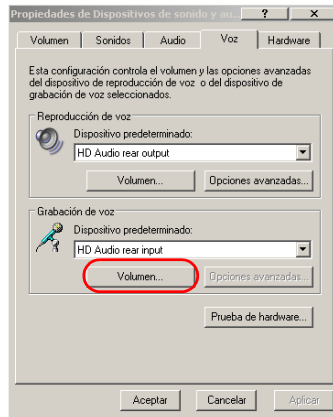 Propiedades de Dispositivos de sonido y au...
Volumen Sonidos Audio Voz Hardware
Esta configuración controla el volumen y las opciones avanzadas
del dispositivo de reproducción de voz o del dispositivo de
grabación de voz seleccionados.
Reproducción de voz
Dispositivo predeterminado:
HD Audio rear output
Volumen... Opciones avanzadas...
Grabación de voz
Dispositivo predeterminado:
HD Audio rear input
Volumen... Opciones avanzadas...
Prueba de hardware...
Aceptar Cancelar Aplicar